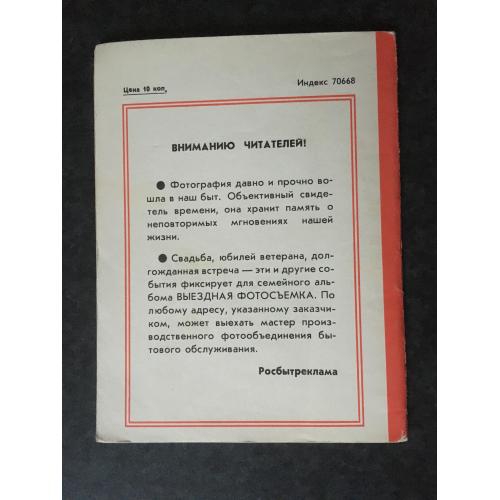 Цена 10 коп.
Индекс 70668
ВНИМАНИЮ ЧИТАТЕЛЕЙ!
● Фотография давно и прочно во-
шла в наш быт. Объективный свиде-
тель времени, она хранит память о
неповторимых мгновениях нашей
жизни.
● Свадьба, юбилей ветерана, дол-
гожданная встреча — эти и другие со-
бытия фиксирует для семейного аль-
бома ВЫЕЗДНАЯ ФОТОСЪЕМКА. По
любому адресу, указанному заказчи-
ком, может выехать мастер произ-
водственного фотообъединения бы-
тового обслуживания.
Росбытреклама